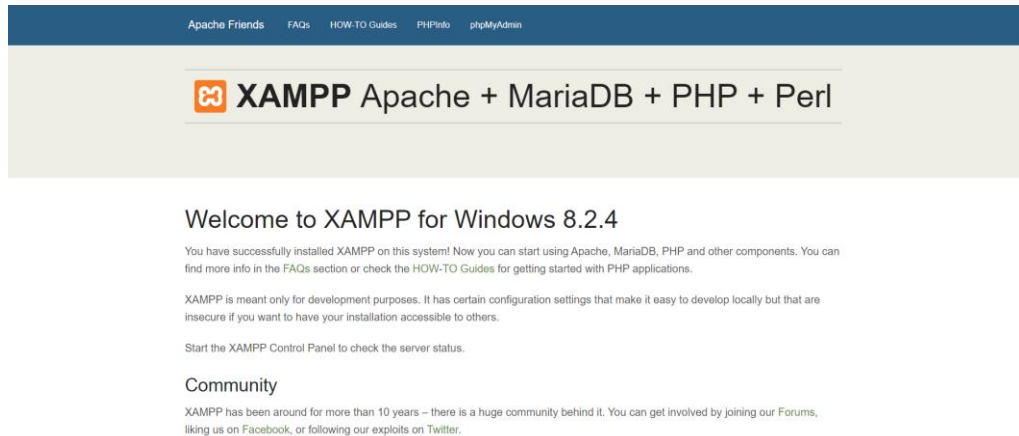 Apache Friends FAQs HOW-TO Guides PHPInfo phpMyAdmin
XAMPP Apache + MariaDB + PHP + Perl
Welcome to XAMPP for Windows 8.2.4
You have successfully installed XAMPP on this system! Now you can start using Apache, MariaDB, PHP and other components. You can
find more info in the FAQs section or check the HOW-TO Guides for getting started with PHP applications.
XAMPP is meant only for development purposes. It has certain configuration settings that make it easy to develop locally but that are
insecure if you want to have your installation accessible to others.
Start the XAMPP Control Panel to check the server status.
Community
XAMPP has been around for more than 10 years – there is a huge community behind it. You can get involved by joining our Forums,
liking us on Facebook, or following our exploits on Twitter.